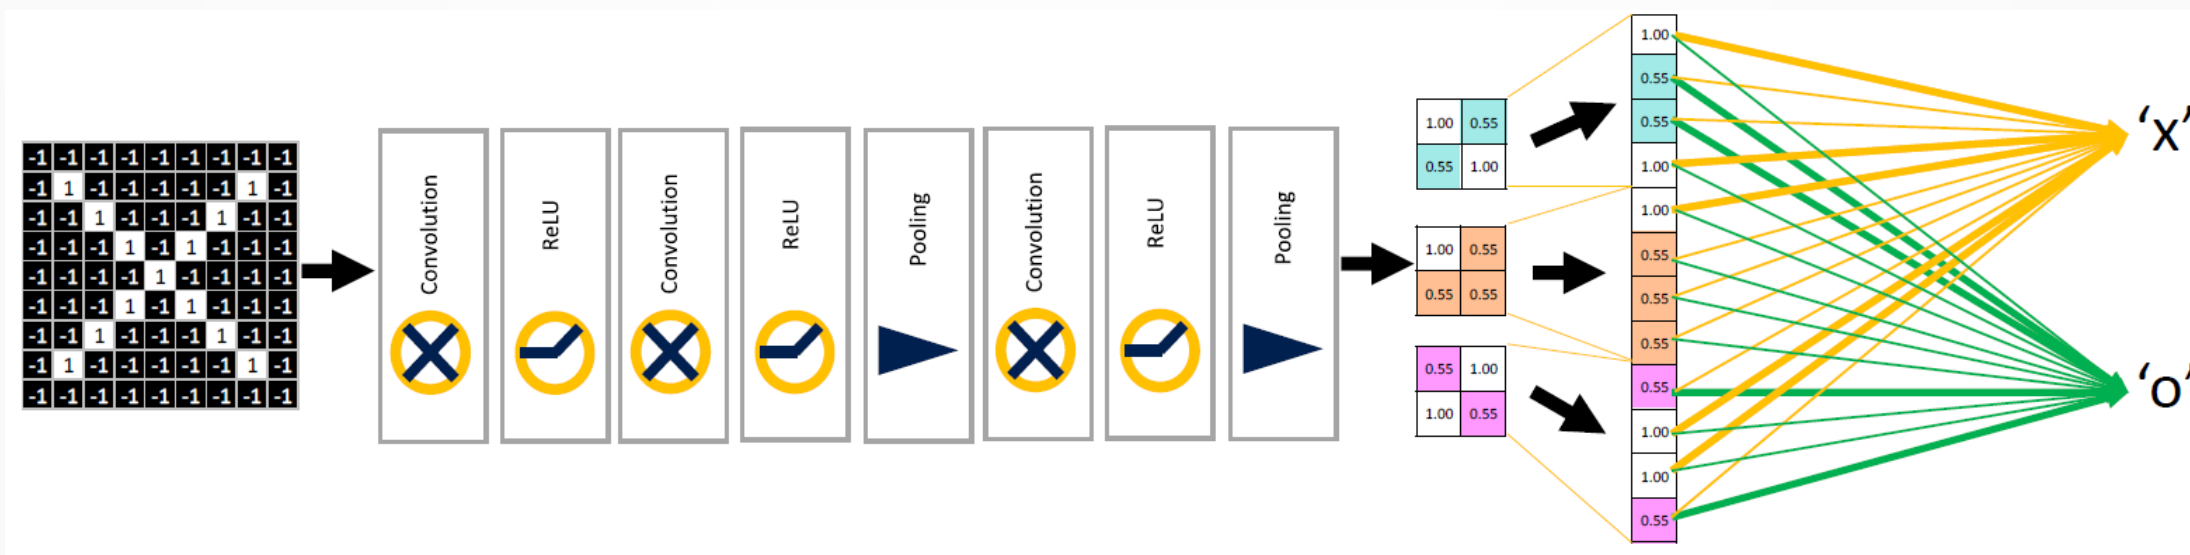 -1 -1 -1 -1 -1 -1 -1 -1 -1
-1 1 -1 -1 -1 -1 -1 1 -1
-1 -1 1 -1 -1 -1 1 -1 -1
-1 -1 -1 1 -1 1 -1 -1 -1
-1 -1 -1 -1 1 -1 -1 -1 -1
-1 -1 -1 1 -1 1 -1 -1 -1
-1 -1 1 -1 -1 -1 1 -1 -1
-1 1 -1 -1 -1 -1 -1 1 -1
-1 -1 -1 -1 -1 -1 -1 -1 -1
Convolution
ReLU
Convolution
ReLU
Pooling
Convolution
ReLU
Pooling
1.00 0.55
0.55 1.00
1.00 0.55
0.55 0.55
0.55 1.00
1.00 0.55
1.00
0.55
0.55
1.00
1.00
0.55
0.55
0.55
0.55
1.00
1.00
0.55
‘X’
‘O’